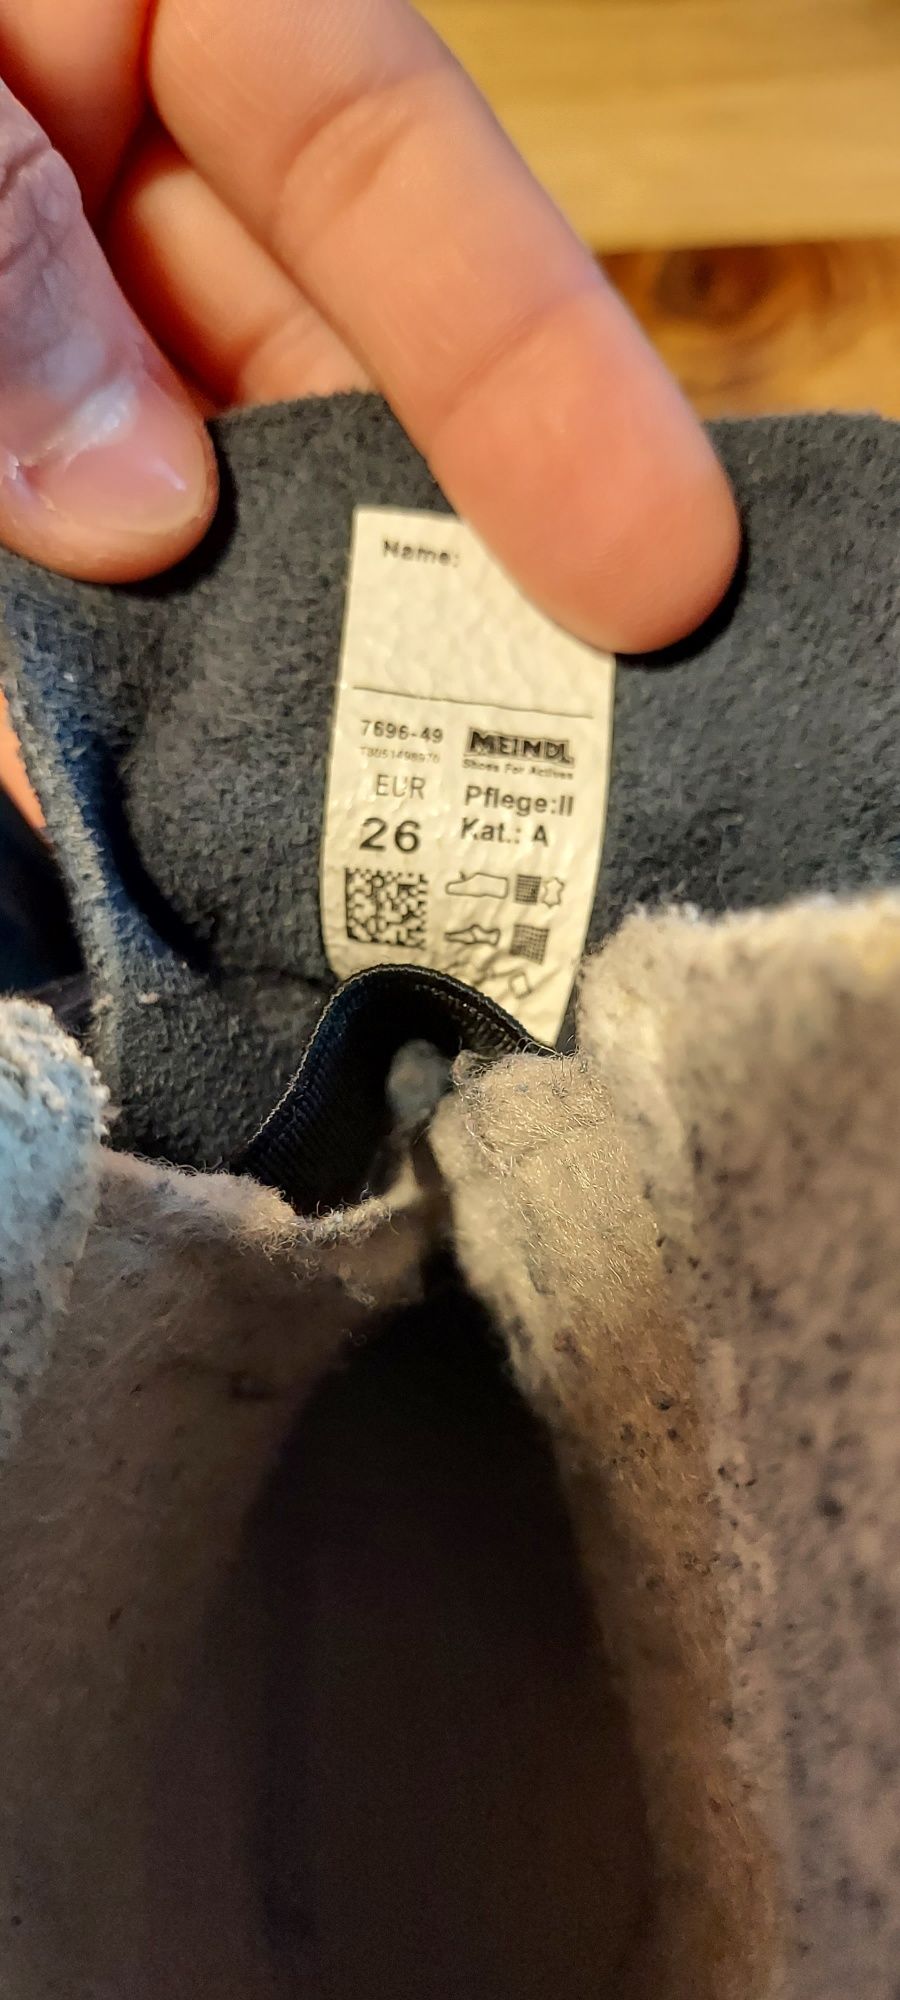 Name:
7696-49
MEINDL
Shoes For Actives
EUR
Pflege:II
26
Kat.: A